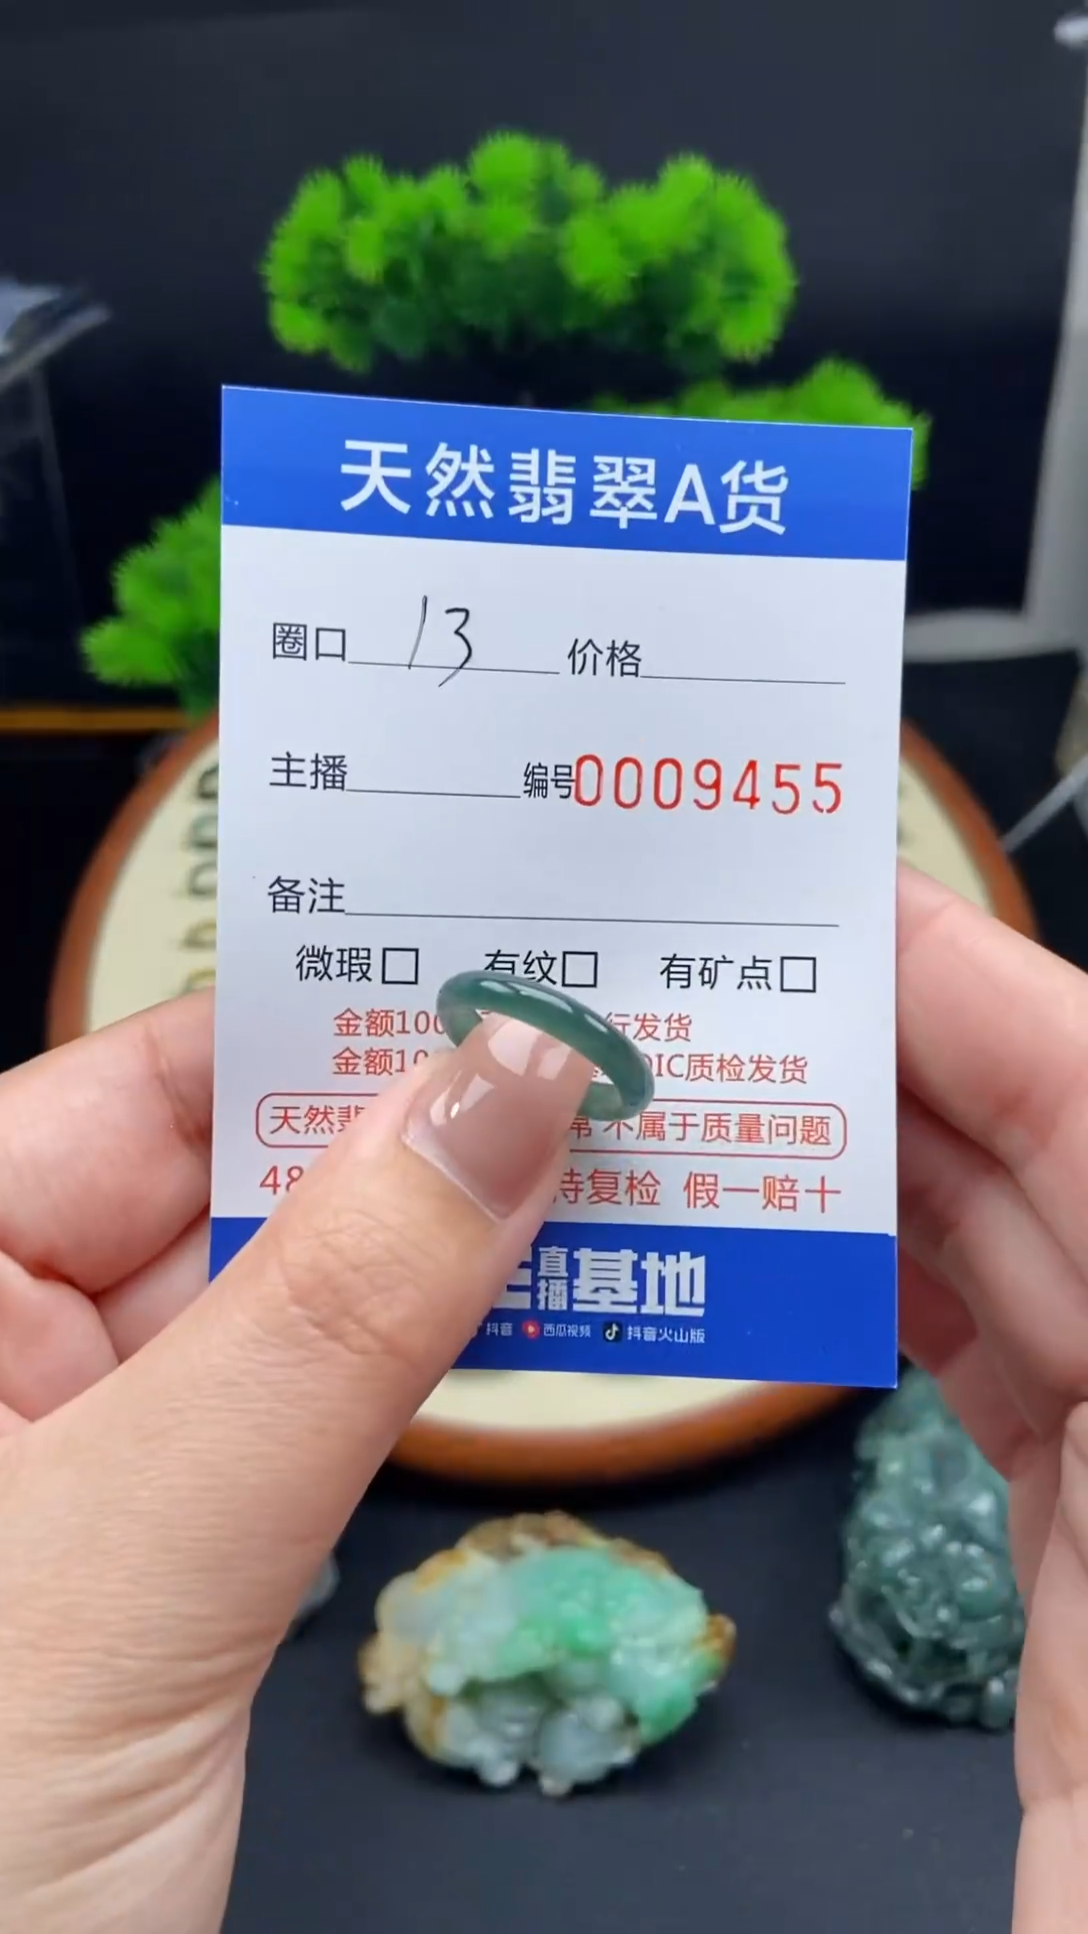 天然翡翠A货
圈口 13 价格
主播 编号0009455
备注
微瑕□ 有纹□ 有矿点□
金额100 行发货
金额10 DIC质检发货
天然翡 常 不属于质量问题
48 持复检 假一赔十
直播基地
抖音 西瓜视频 抖音火山版